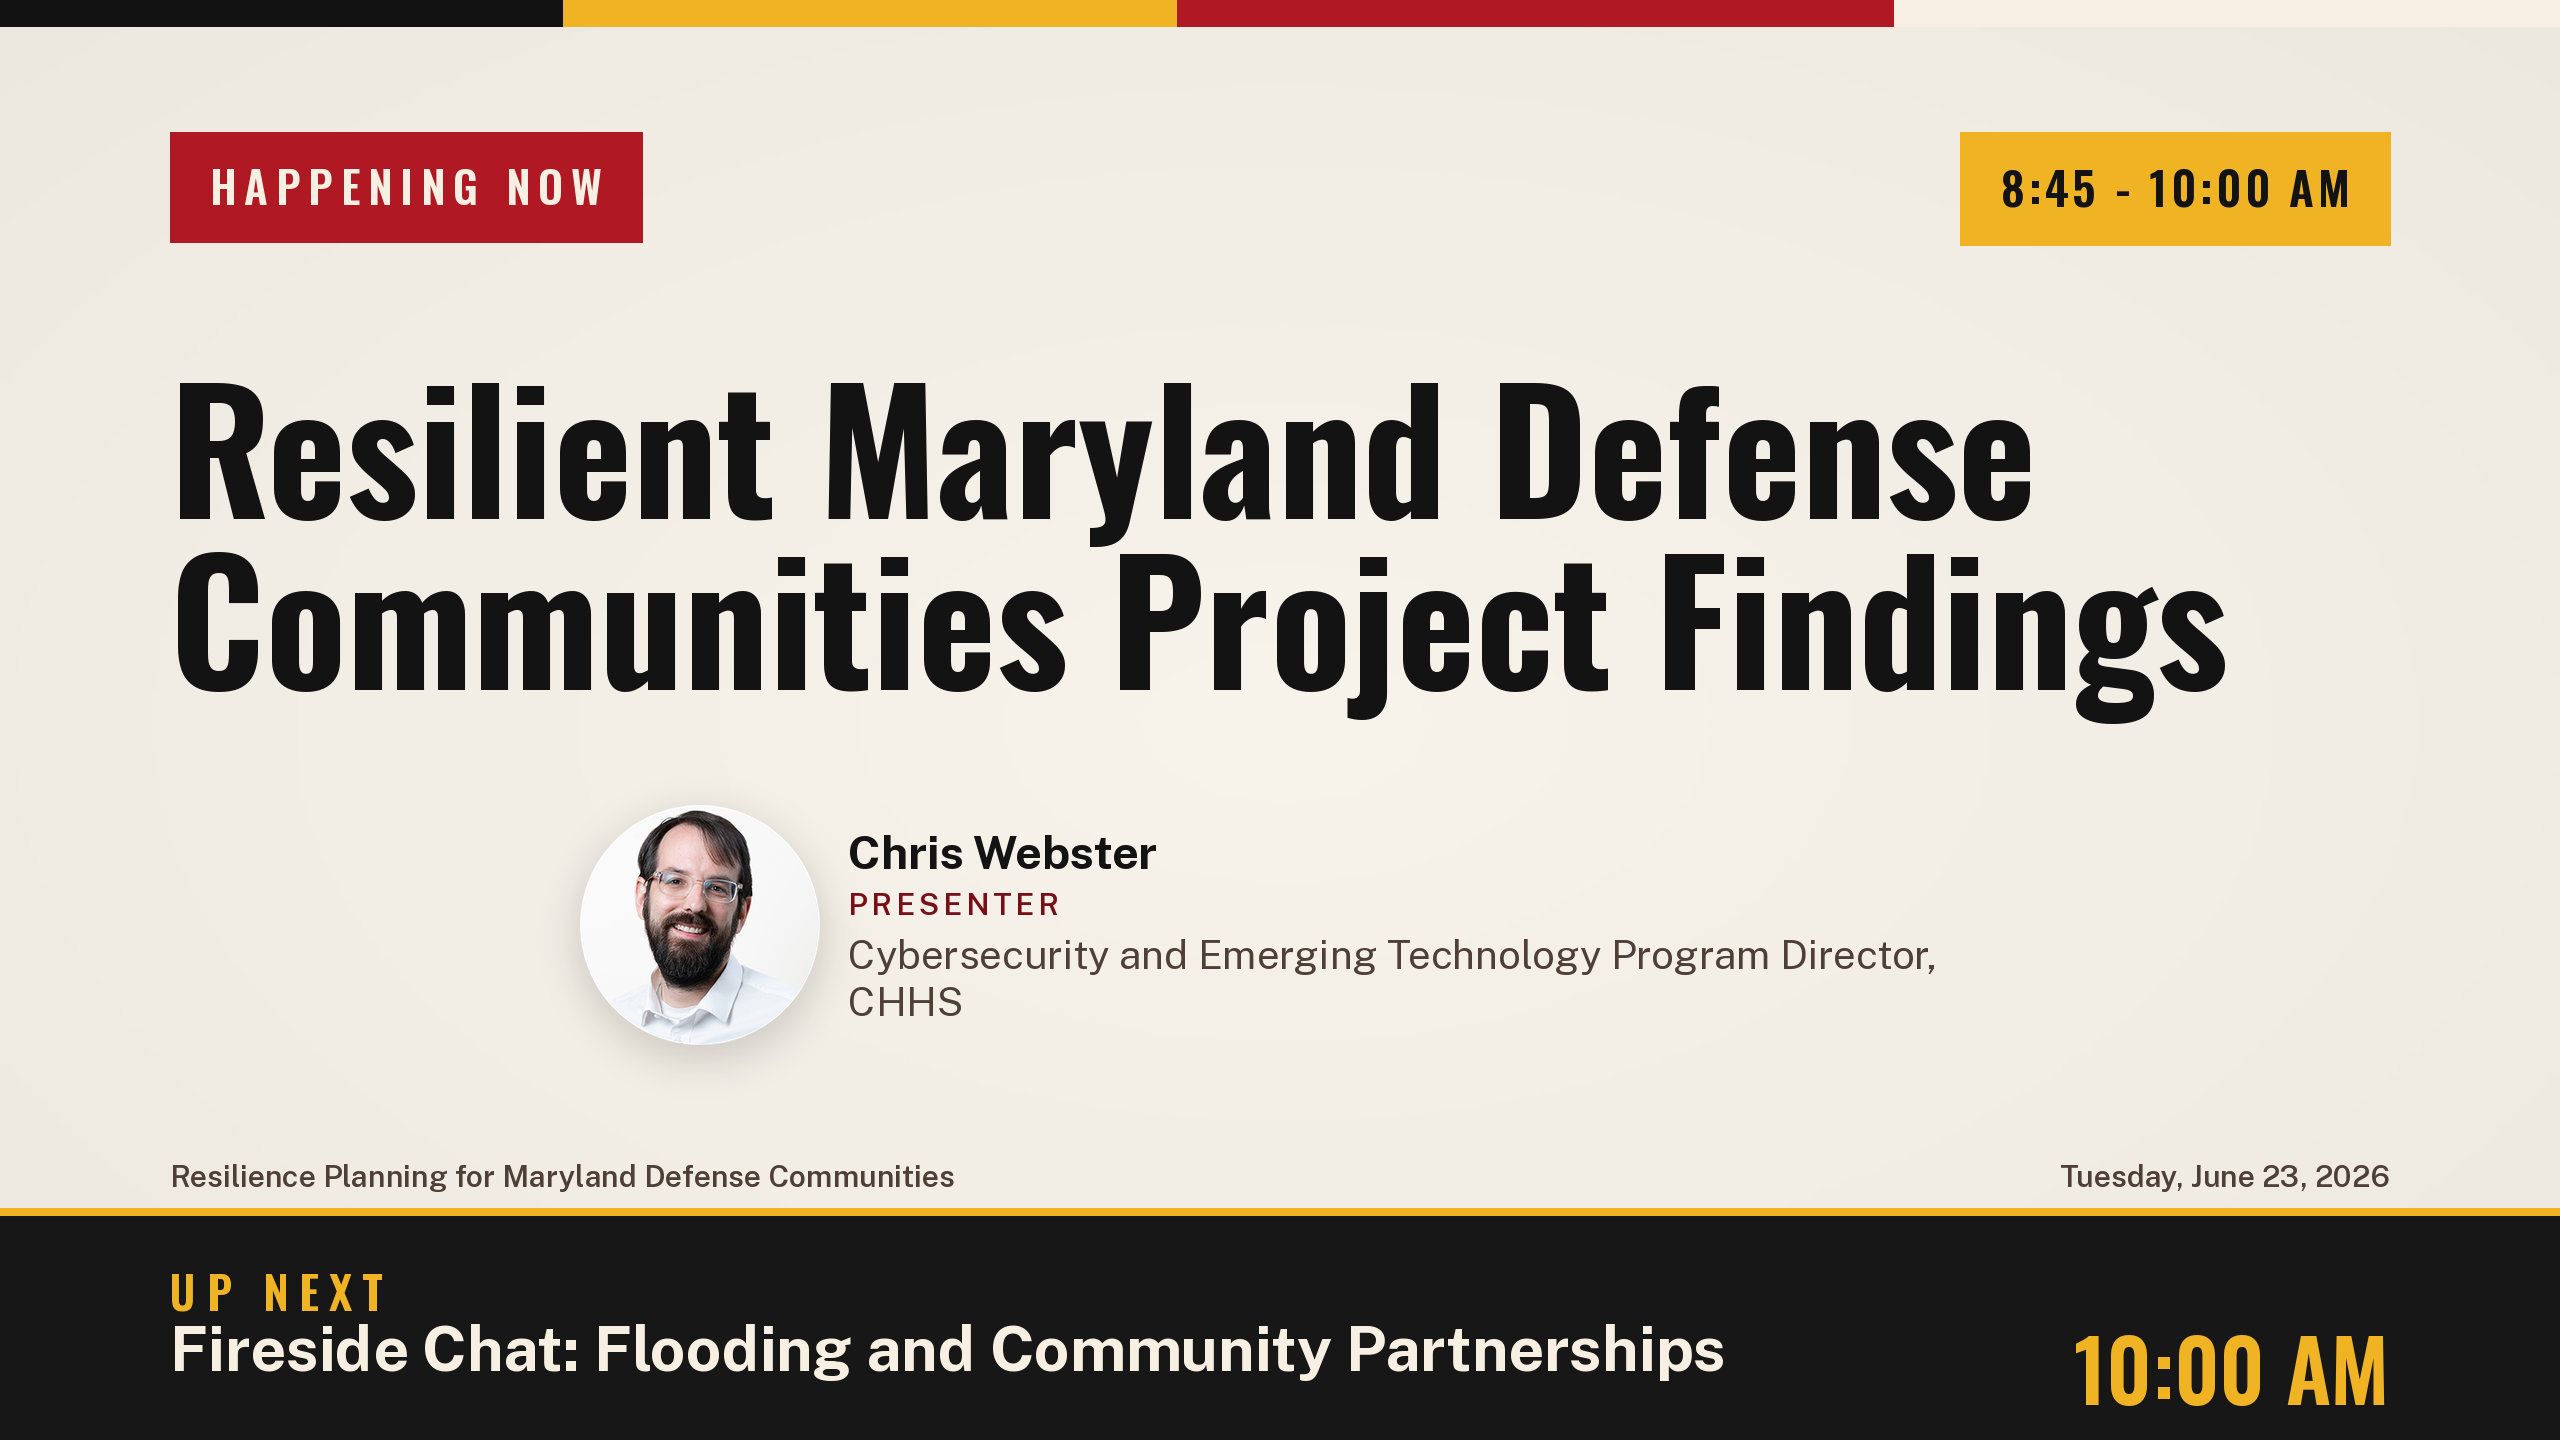 HAPPENING NOW
8:45 - 10:00 AM
Resilient Maryland Defense
Communities Project Findings
Chris Webster
PRESENTER
Cybersecurity and Emerging Technology Program Director,
CHHS
Resilience Planning for Maryland Defense Communities
Tuesday, June 23, 2026
UP NEXT
Fireside Chat: Flooding and Community Partnerships
10:00 AM